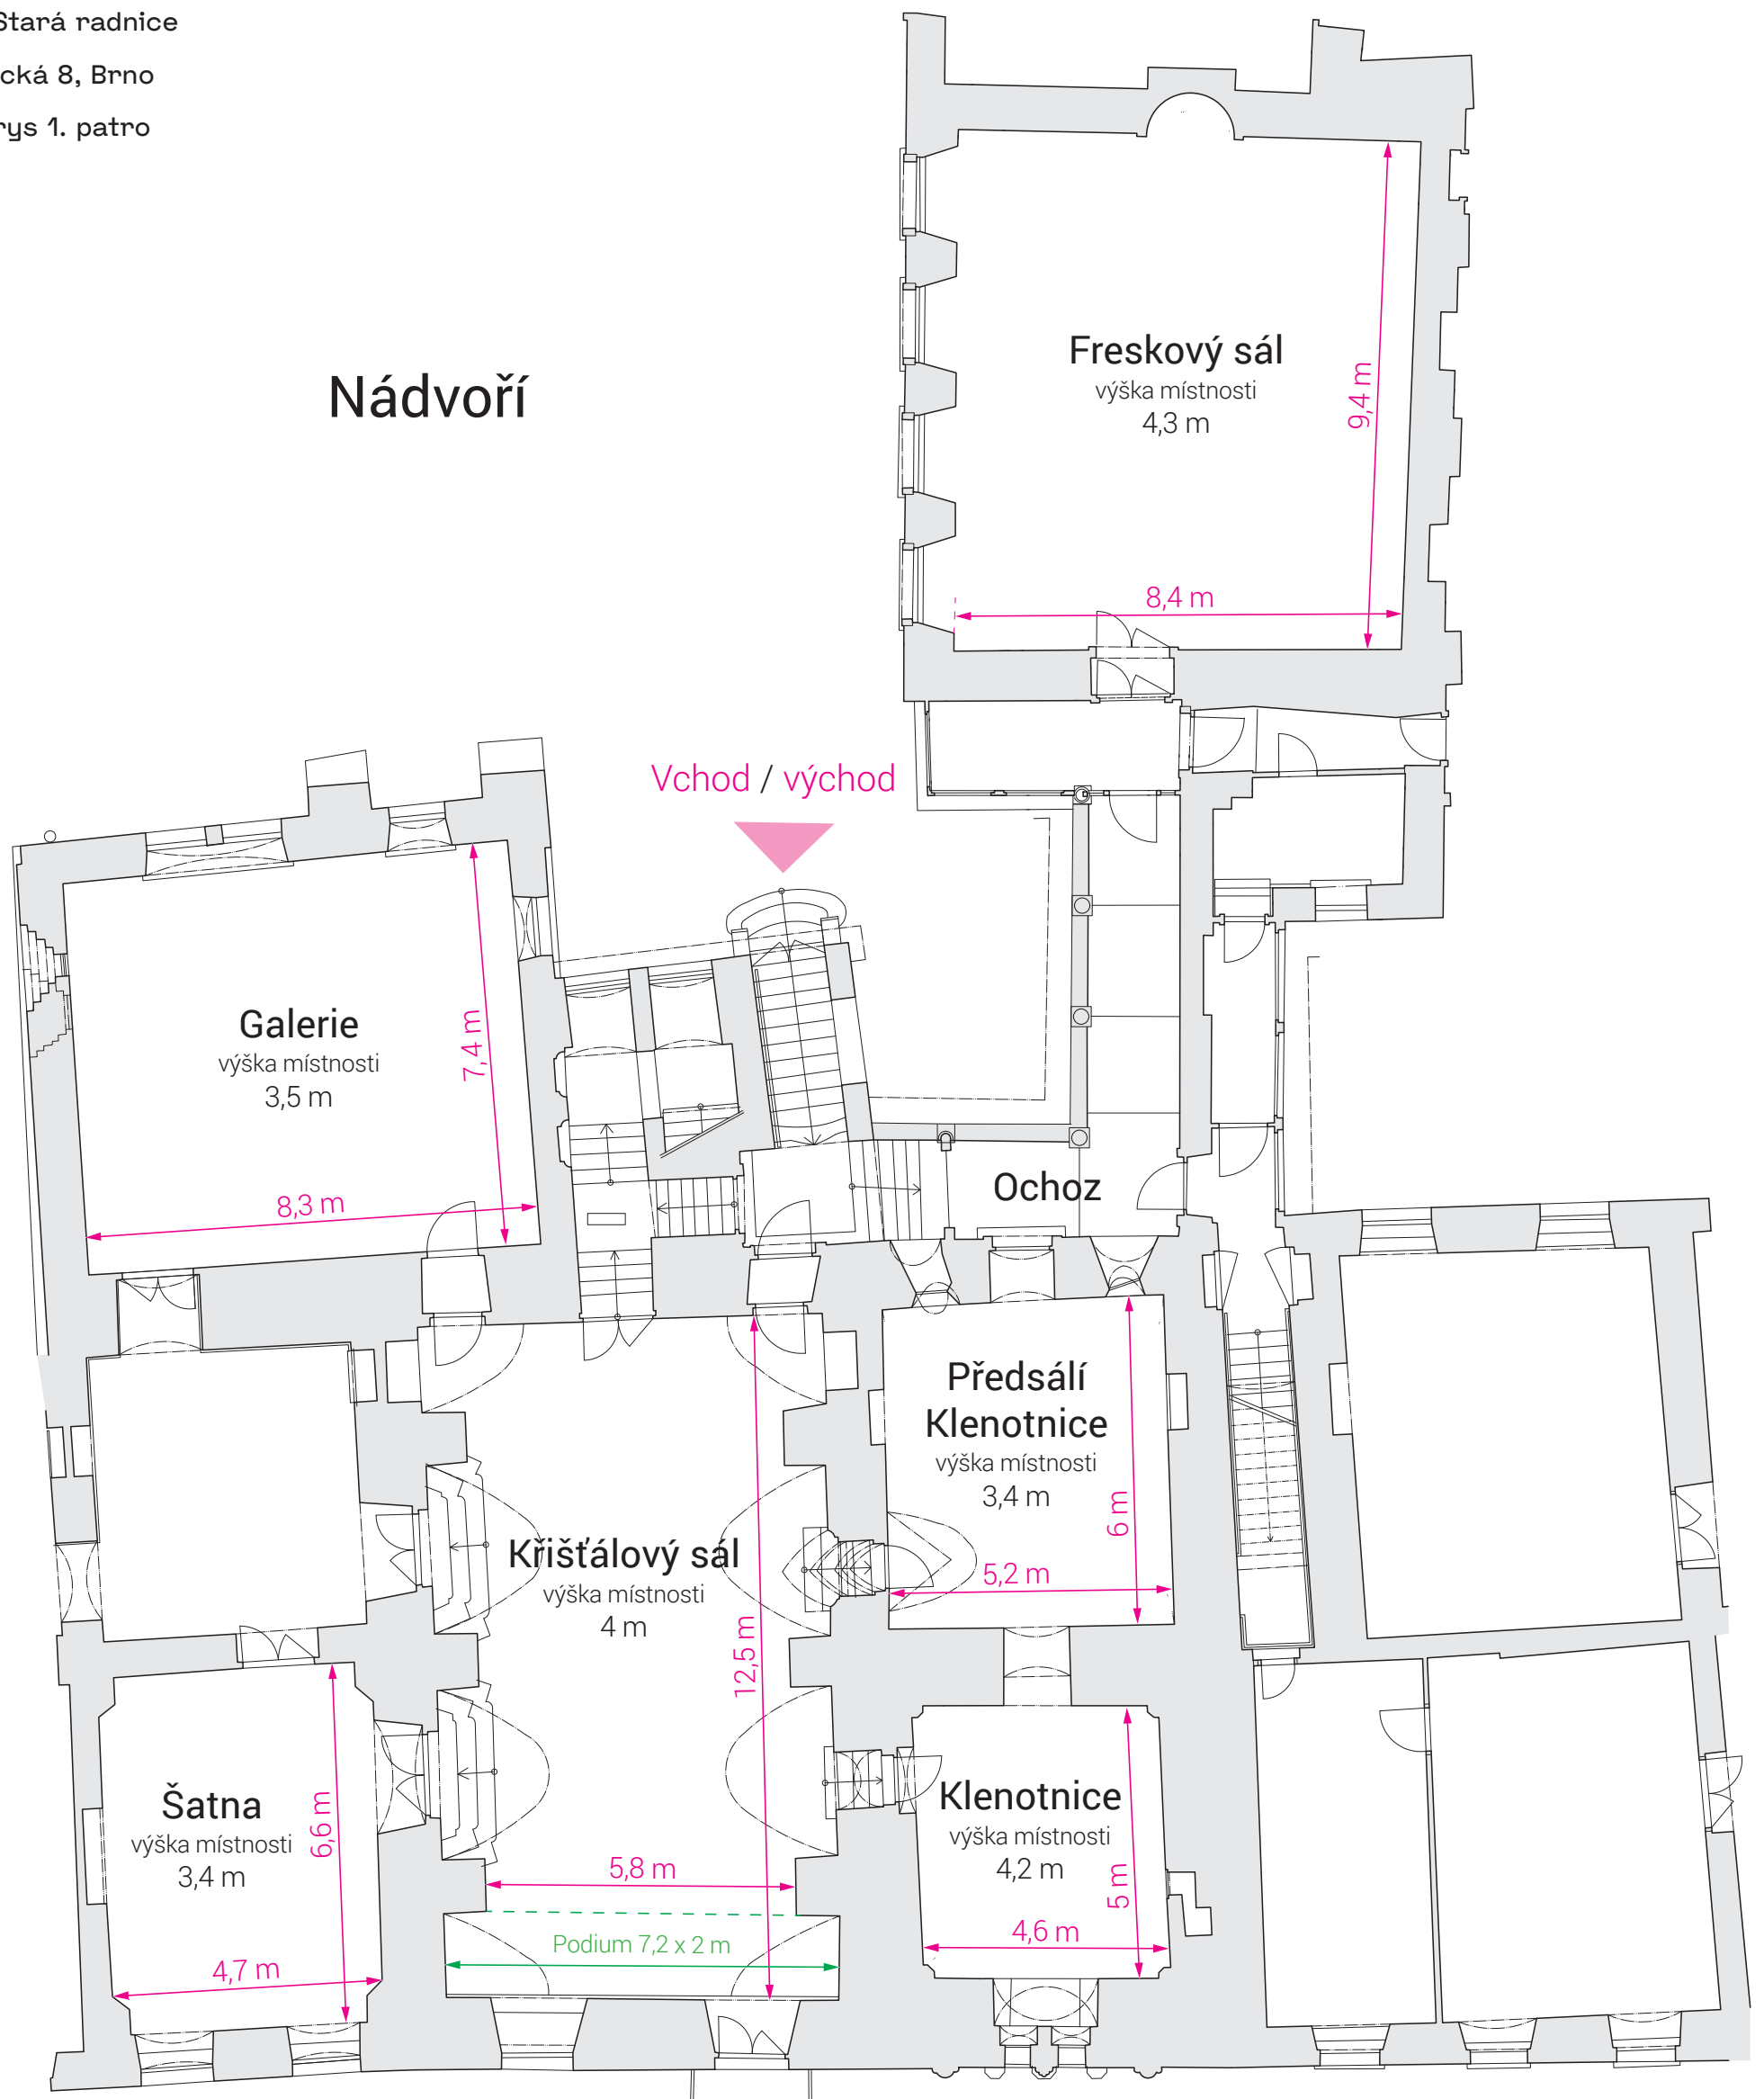 Stará radnice
cká 8, Brno
rys 1. patro
Nádvoří
Freskový sál
výška místnosti
4,3 m
9,4 m
8,4 m
Vchod / východ
Galerie
výška místnosti
3,5 m
7,4 m
8,3 m
Ochoz
Předsálí
Klenotnice
výška místnosti
3,4 m
6 m
5,2 m
Křišťálový sál
výška místnosti
4 m
12,5 m
5,8 m
Podium 7,2 x 2 m
Šatna
výška místnosti
3,4 m
6,6 m
4,7 m
Klenotnice
výška místnosti
4,2 m
5 m
4,6 m